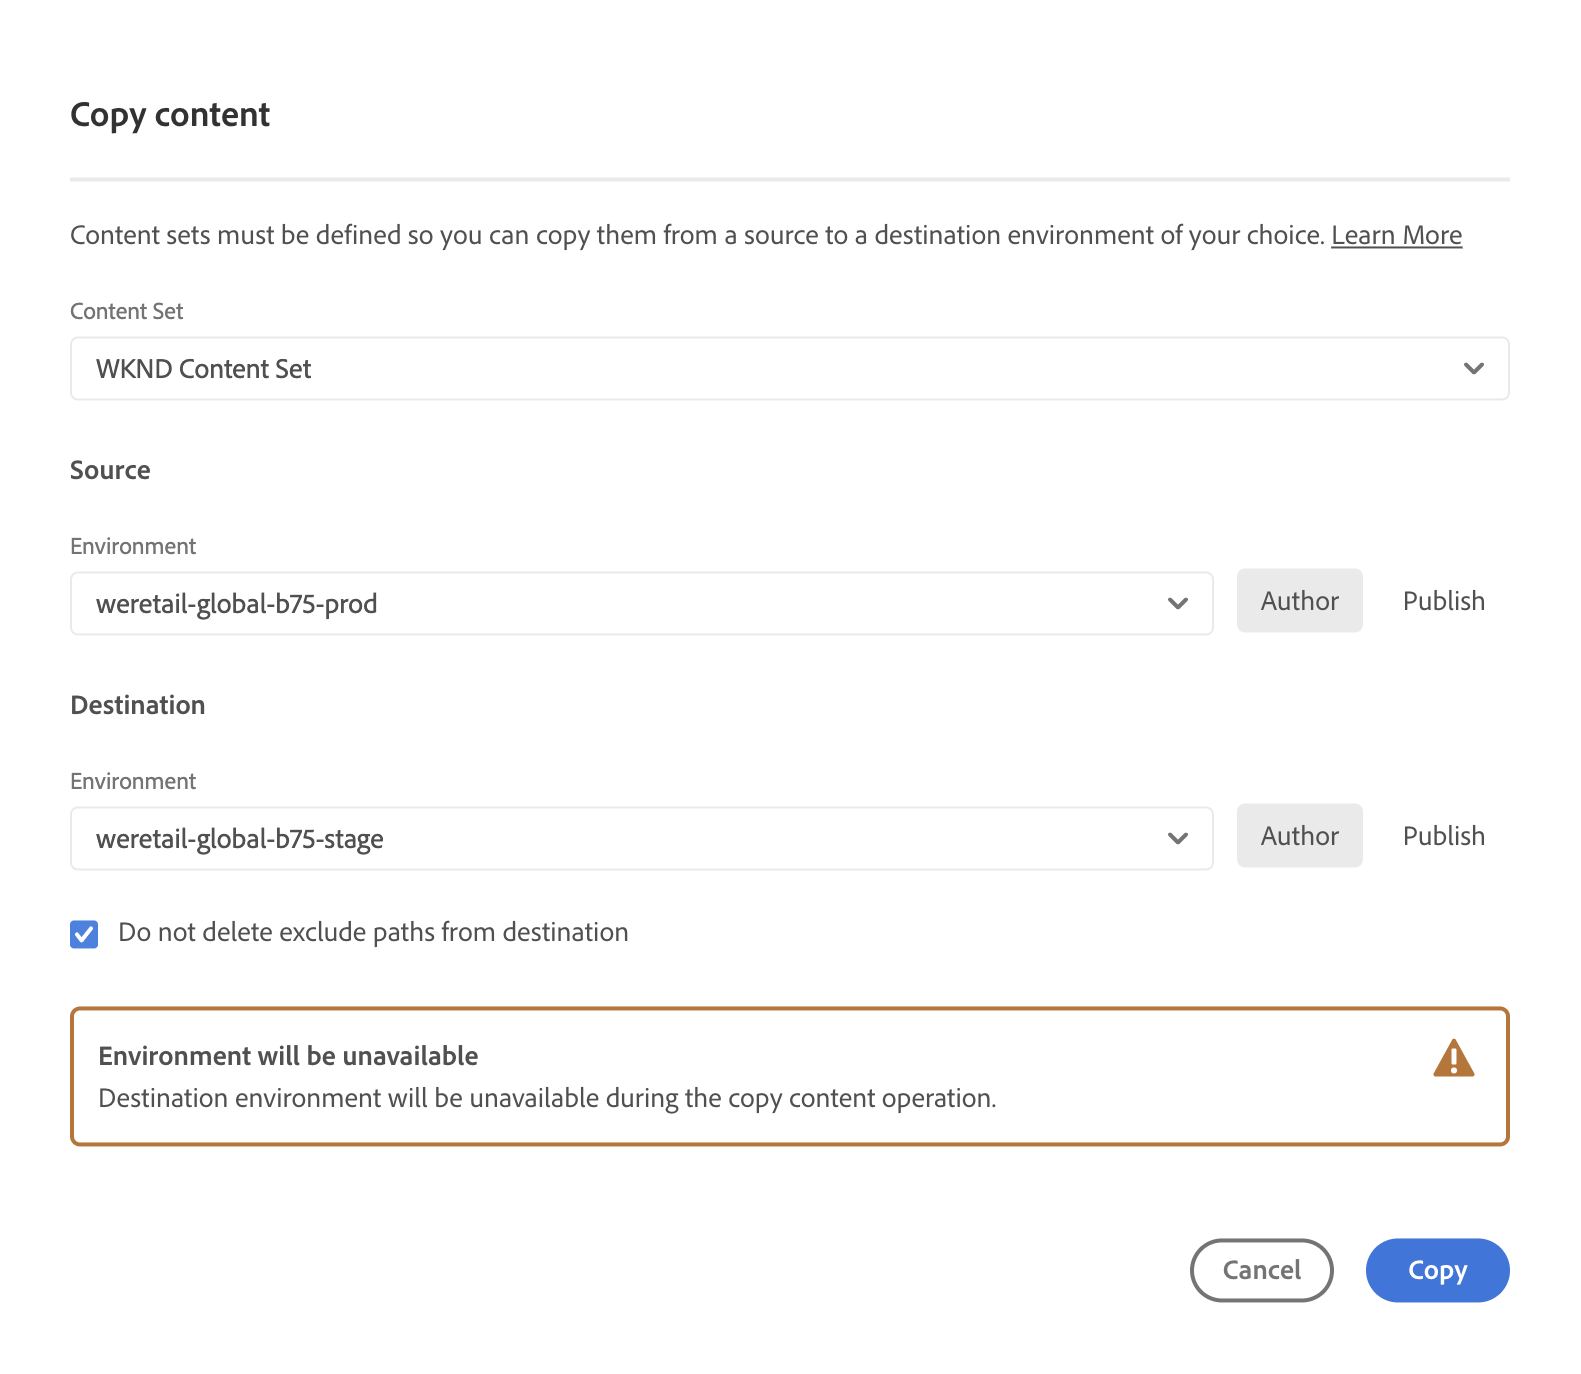 Copy content
Content sets must be defined so you can copy them from a source to a destination environment of your choice. Learn More
Content Set
WKND Content Set
Source
Environment
weretail-global-b75-prod
Author
Publish
Destination
Environment
weretail-global-b75-stage
Author
Publish
Do not delete exclude paths from destination
Environment will be unavailable
Destination environment will be unavailable during the copy content operation.
Cancel
Copy